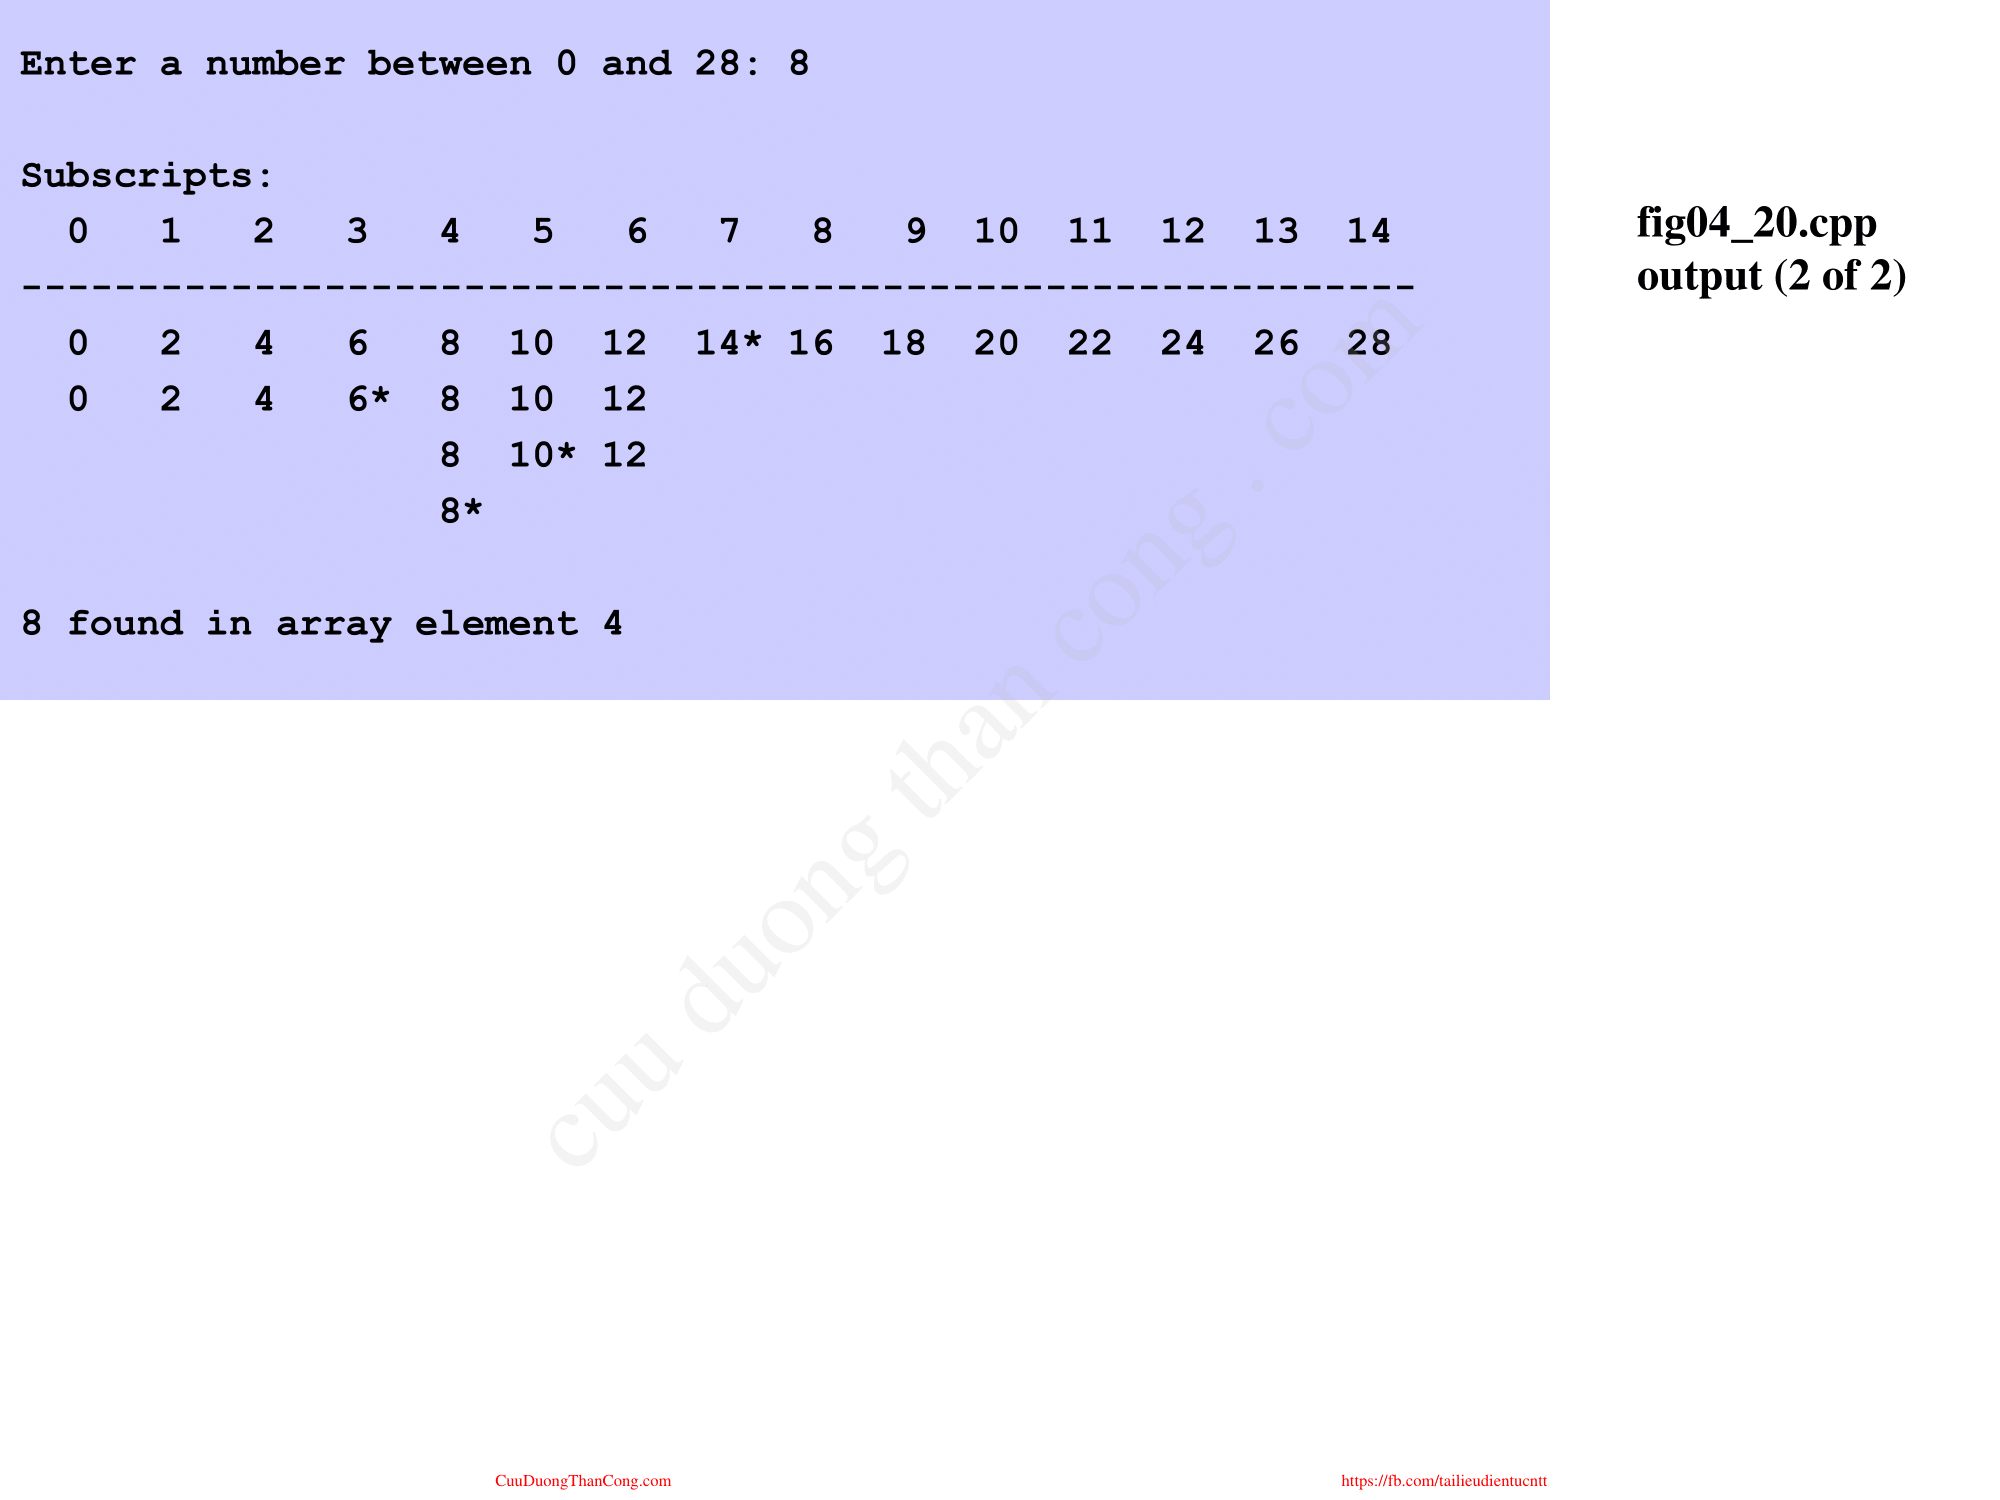 Enter a number between 0 and 28: 8
Subscripts:
0 1 2 3 4 5 6 7 8 9 10 11 12 13 14
------------------------------------------------------------
0 2 4 6 8 10 12 14* 16 18 20 22 24 26 28
0 2 4 6* 8 10 12
8 10* 12
8*
8 found in array element 4
fig04_20.cpp
output (2 of 2)
cuu duong than cong . com
CuuDuongThanCong.com
https://fb.com/tailieudientucntt